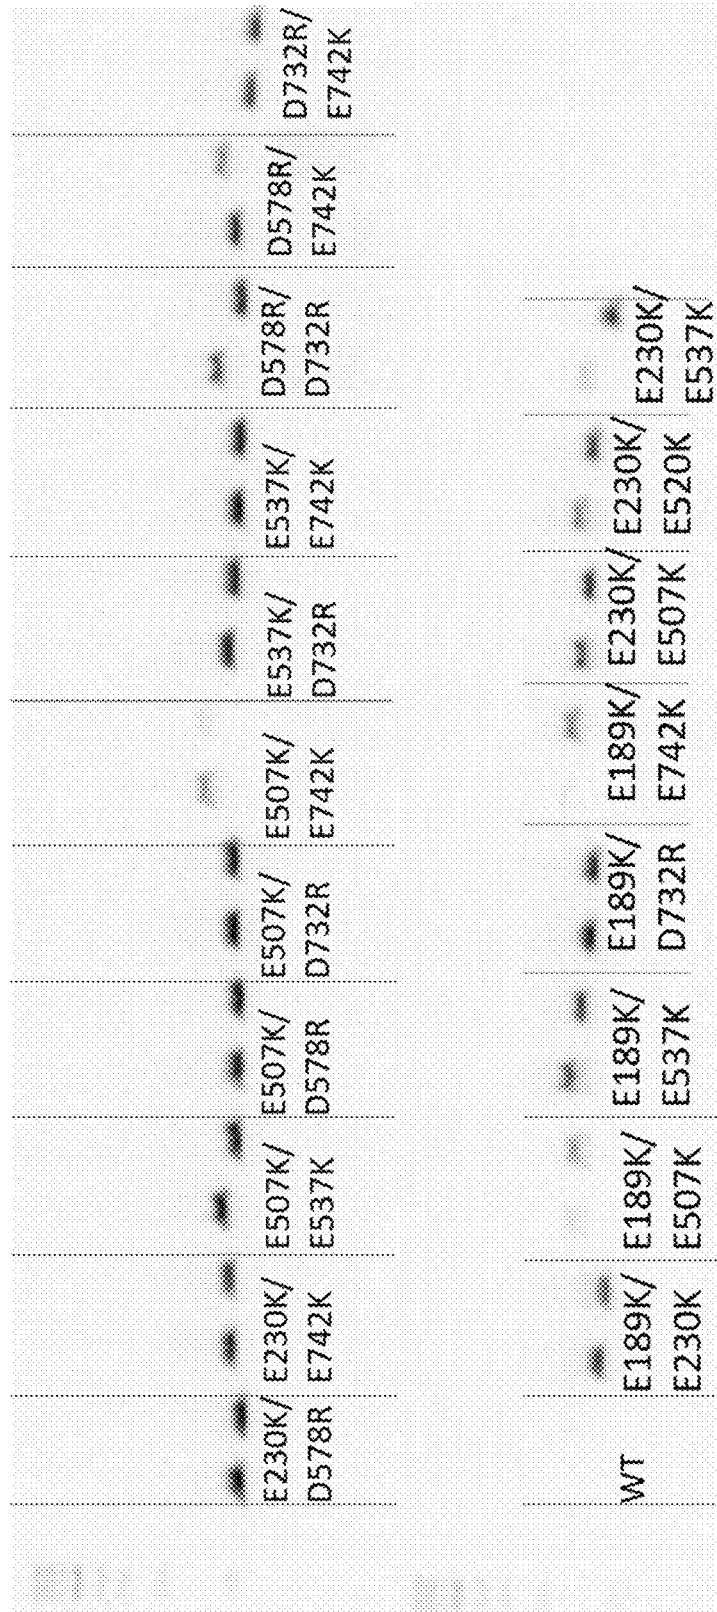 E230K/
D578R
E230K/
E742K
E507K/
E537K
E507K/
D578R
E507K/
D732R
E507K/
E742K
E537K/
D732R
E537K/
E742K
D578R/
D732R
D578R/
E742K
D732R/
E742K
WT
E189K/
E230K
E189K/
E507K
E189K/
E537K
E189K/
D732R
E189K/
E742K
E230K/
E507K
E230K/
E520K
E230K/
E537K